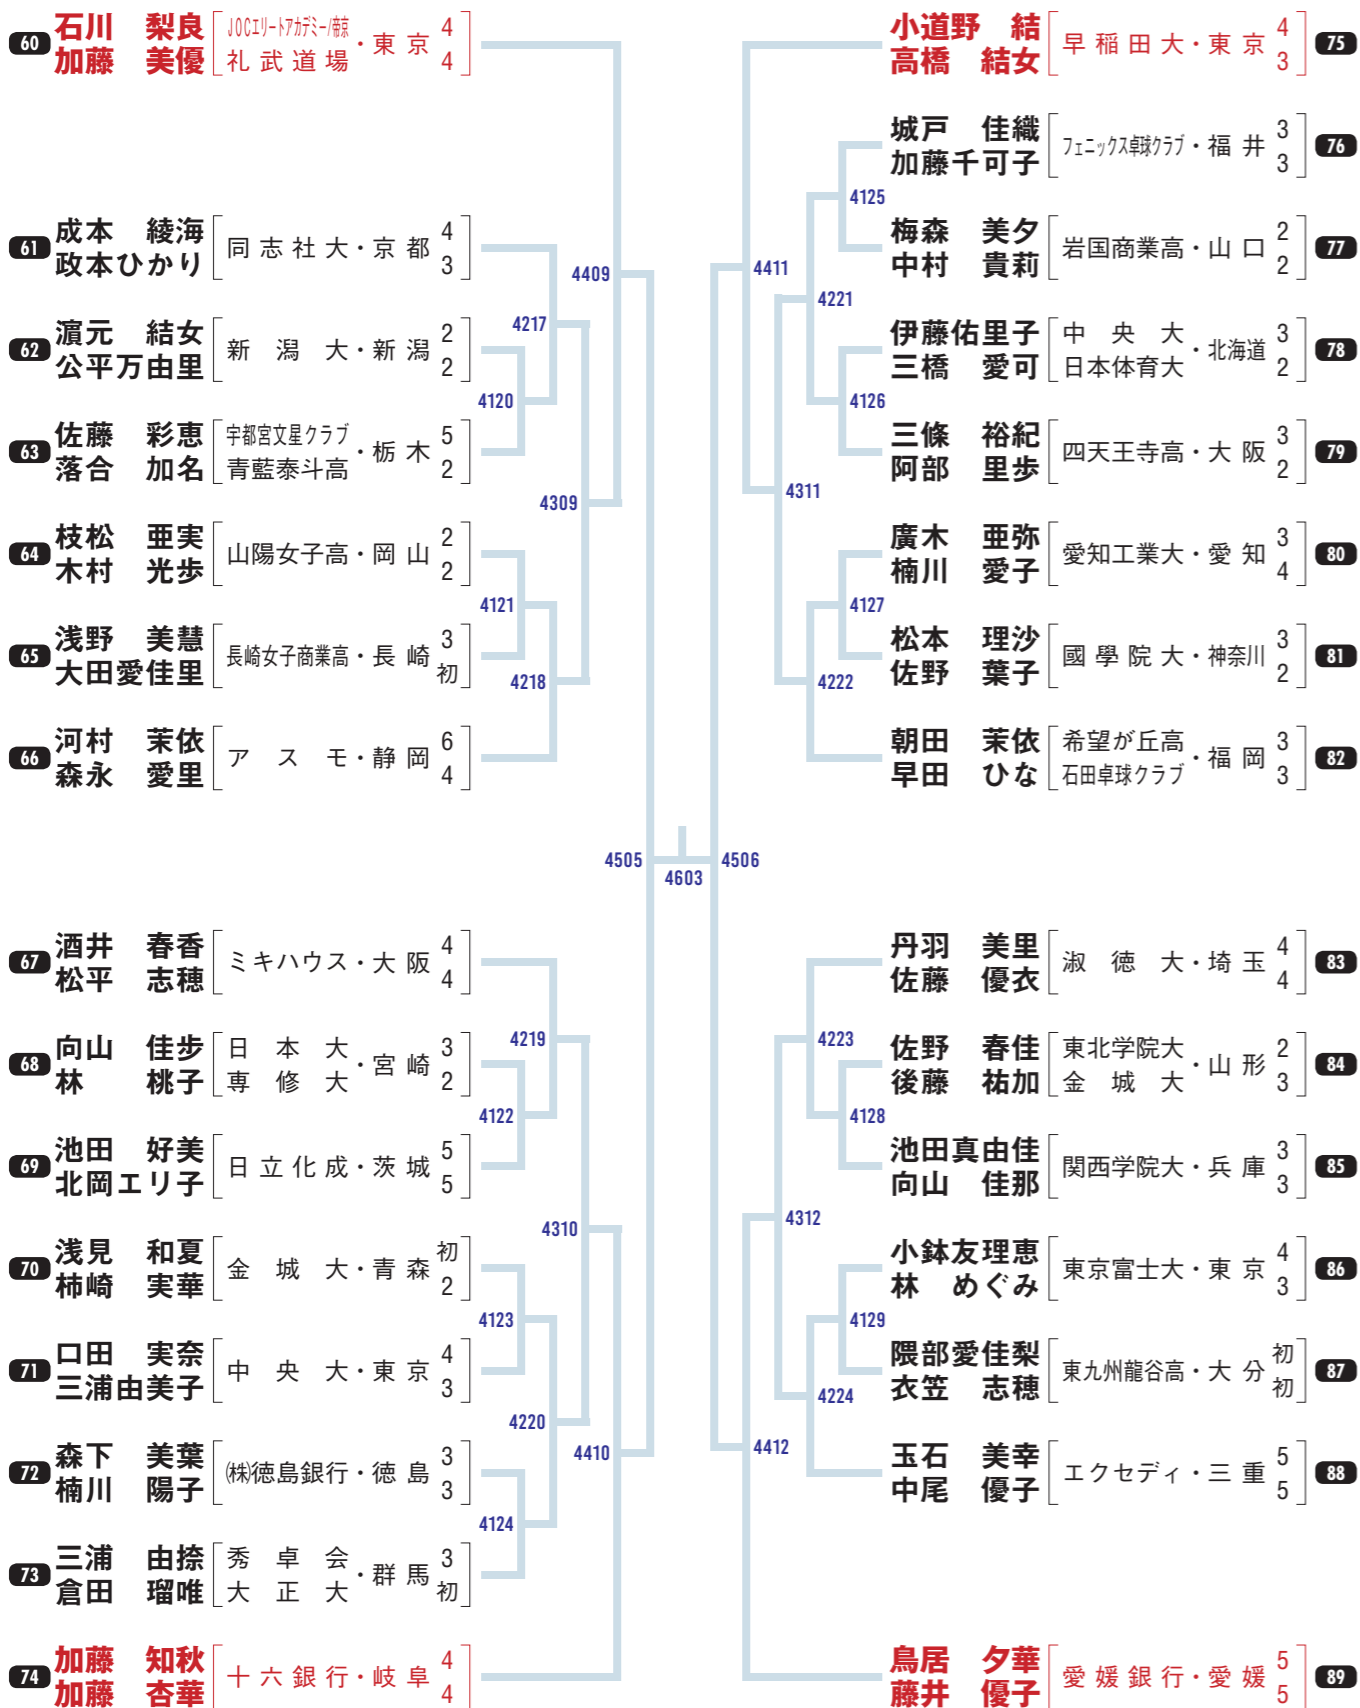 60 石川 梨良 JOCエリートアカデミー/帝京・東京 4
加藤 美優 礼武道場 4
61 成本 綾海 同志社大・京都 4
政本ひかり 3
62 濵元 結女 新潟大・新潟 2
公平万由里 2
63 佐藤 彩恵 宇都宮文星クラブ・栃木 5
落合 加名 青藍泰斗高 2
64 枝松 亜実 山陽女子高・岡山 2
木村 光歩 2
65 浅野 美慧 長崎女子商業高・長崎 3
大田愛佳里 初
66 河村 茉依 アスモ・静岡 6
森永 愛里 4
67 酒井 春香 ミキハウス・大阪 4
松平 志穂 4
68 向山 佳歩 日本大・宮崎 3
林 桃子 専修大 2
69 池田 好美 日立化成・茨城 5
北岡エリ子 5
70 浅見 和夏 金城大・青森 初
柿崎 実華 2
71 口田 実奈 中央大・東京 4
三浦由美子 3
72 森下 美葉 ㈱徳島銀行・徳島 3
楠川 陽子 3
73 三浦 由捺 秀卓会・群馬 3
倉田 瑠唯 大正大 初
74 加藤 知秋 十六銀行・岐阜 4
加藤 杏華 4
4409
4217
4120
4309
4121
4218
4505
4603
4506
4219
4122
4310
4123
4220
4410
4124
4125
4411
4221
4126
4311
4127
4222
4223
4128
4312
4129
4224
4412
小道野 結 早稲田大・東京 4 75
高橋 結女 3
城戸 佳織 フェニックス卓球クラブ・福井 3 76
加藤千可子 3
梅森 美夕 岩国商業高・山口 2 77
中村 貴莉 2
伊藤佑里子 中央大・北海道 3 78
三橋 愛可 日本体育大 2
三條 裕紀 四天王寺高・大阪 3 79
阿部 里歩 2
廣木 亜弥 愛知工業大・愛知 3 80
楠川 愛子 4
松本 理沙 國學院大・神奈川 3 81
佐野 葉子 2
朝田 茉依 希望が丘高・福岡 3 82
早田 ひな 石田卓球クラブ 3
丹羽 美里 淑徳大・埼玉 4 83
佐藤 優衣 4
佐野 春佳 東北学院大・山形 2 84
後藤 祐加 金城大 3
池田真由佳 関西学院大・兵庫 3 85
向山 佳那 3
小鉢友理恵 東京富士大・東京 4 86
林 めぐみ 3
隈部愛佳梨 東九州龍谷高・大分 初 87
衣笠 志穂 初
玉石 美幸 エクセディ・三重 5 88
中尾 優子 5
鳥居 夕華 愛媛銀行・愛媛 5 89
藤井 優子 5